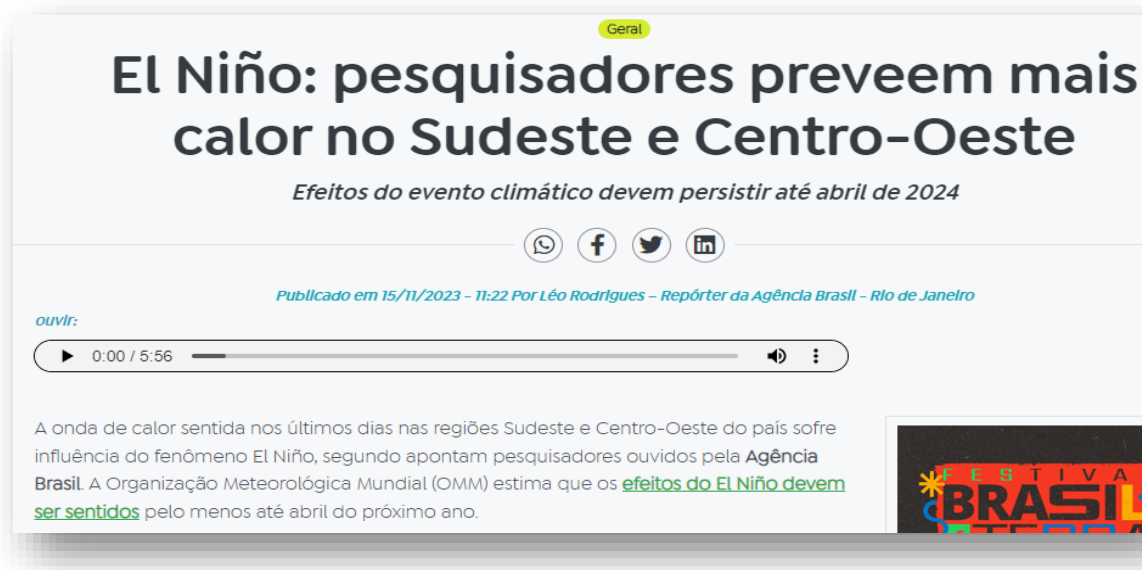 Geral
El Niño: pesquisadores preveem mais
calor no Sudeste e Centro-Oeste
Efeitos do evento climático devem persistir até abril de 2024
Publicado em 15/11/2023 - 11:22 Por Léo Rodrigues – Repórter da Agência Brasil - Rio de Janeiro
ouvir:
0:00 / 5:56
A onda de calor sentida nos últimos dias nas regiões Sudeste e Centro-Oeste do país sofre
influência do fenômeno El Niño, segundo apontam pesquisadores ouvidos pela Agência
Brasil. A Organização Meteorológica Mundial (OMM) estima que os efeitos do El Niño devem
ser sentidos pelo menos até abril do próximo ano.
FESTIVA
BRASIL